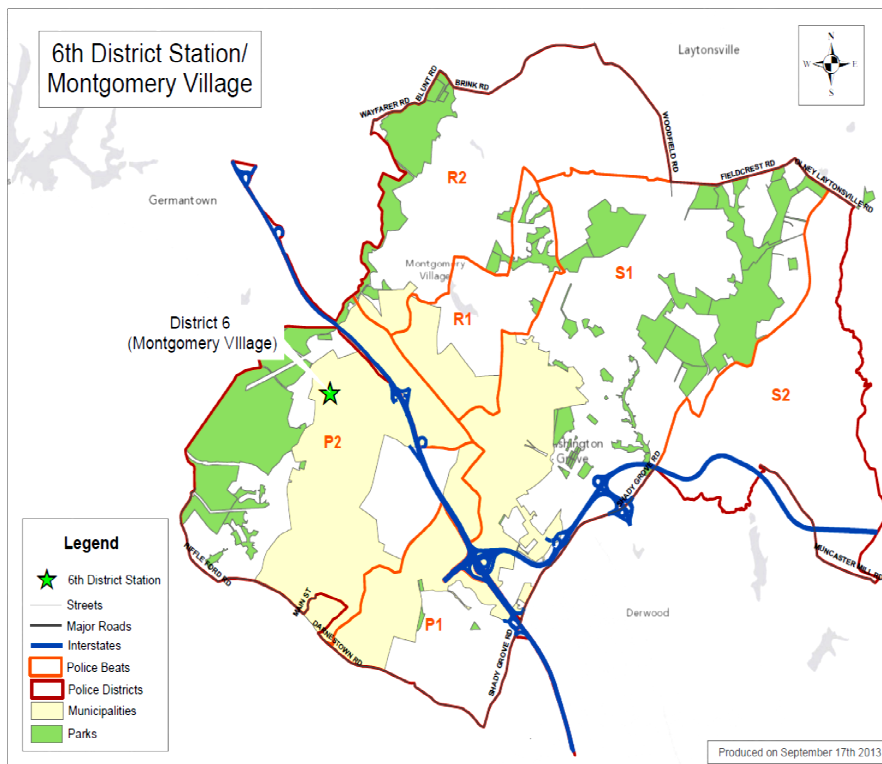 6th District Station/
Montgomery Village
Laytonsville
N
W E
S
BLUNT RD
BRINK RD
WAYFARER RD
WOODFIELD RD
FIELDCREST RD
OLNEY LAYTONSVILLE RD
R2
Germantown
Montgomery
Village
S1
R1
District 6
(Montgomery VIllage)
S2
P2
shington
Grove
SHADY GROVE RD
MUNCASTER MILL RD
RIFFLE FORD RD
MAIN ST
DARNESTOWN RD
P1
SHADY GROVE RD
Derwood
Legend
6th District Station
Streets
Major Roads
Interstates
Police Beats
Police Districts
Municipalities
Parks
Produced on September 17th 2013